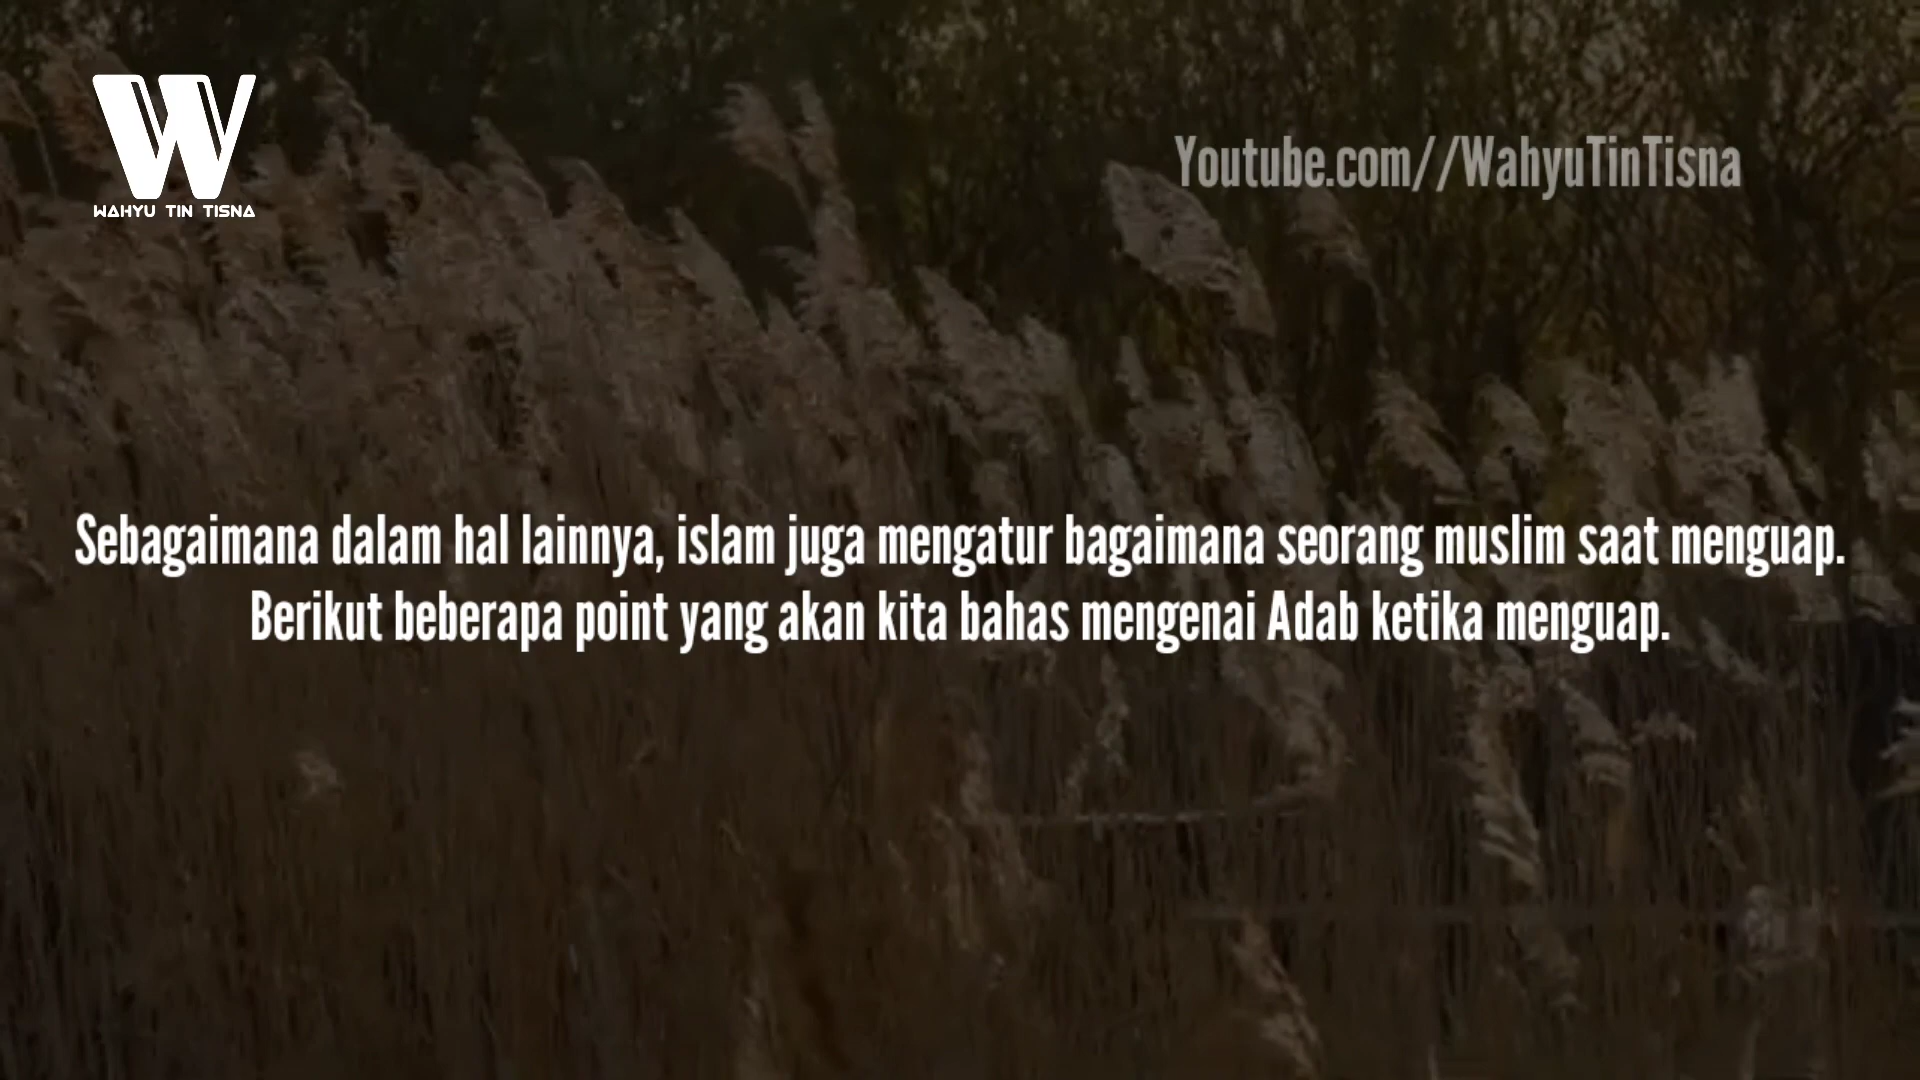 W
WAHYU TIN TISNA
Youtube.com//WahyuTinTisna
Sebagaimana dalam hal lainnya, islam juga mengatur bagaimana seorang muslim saat menguap.
Berikut beberapa point yang akan kita bahas mengenai Adab ketika menguap.